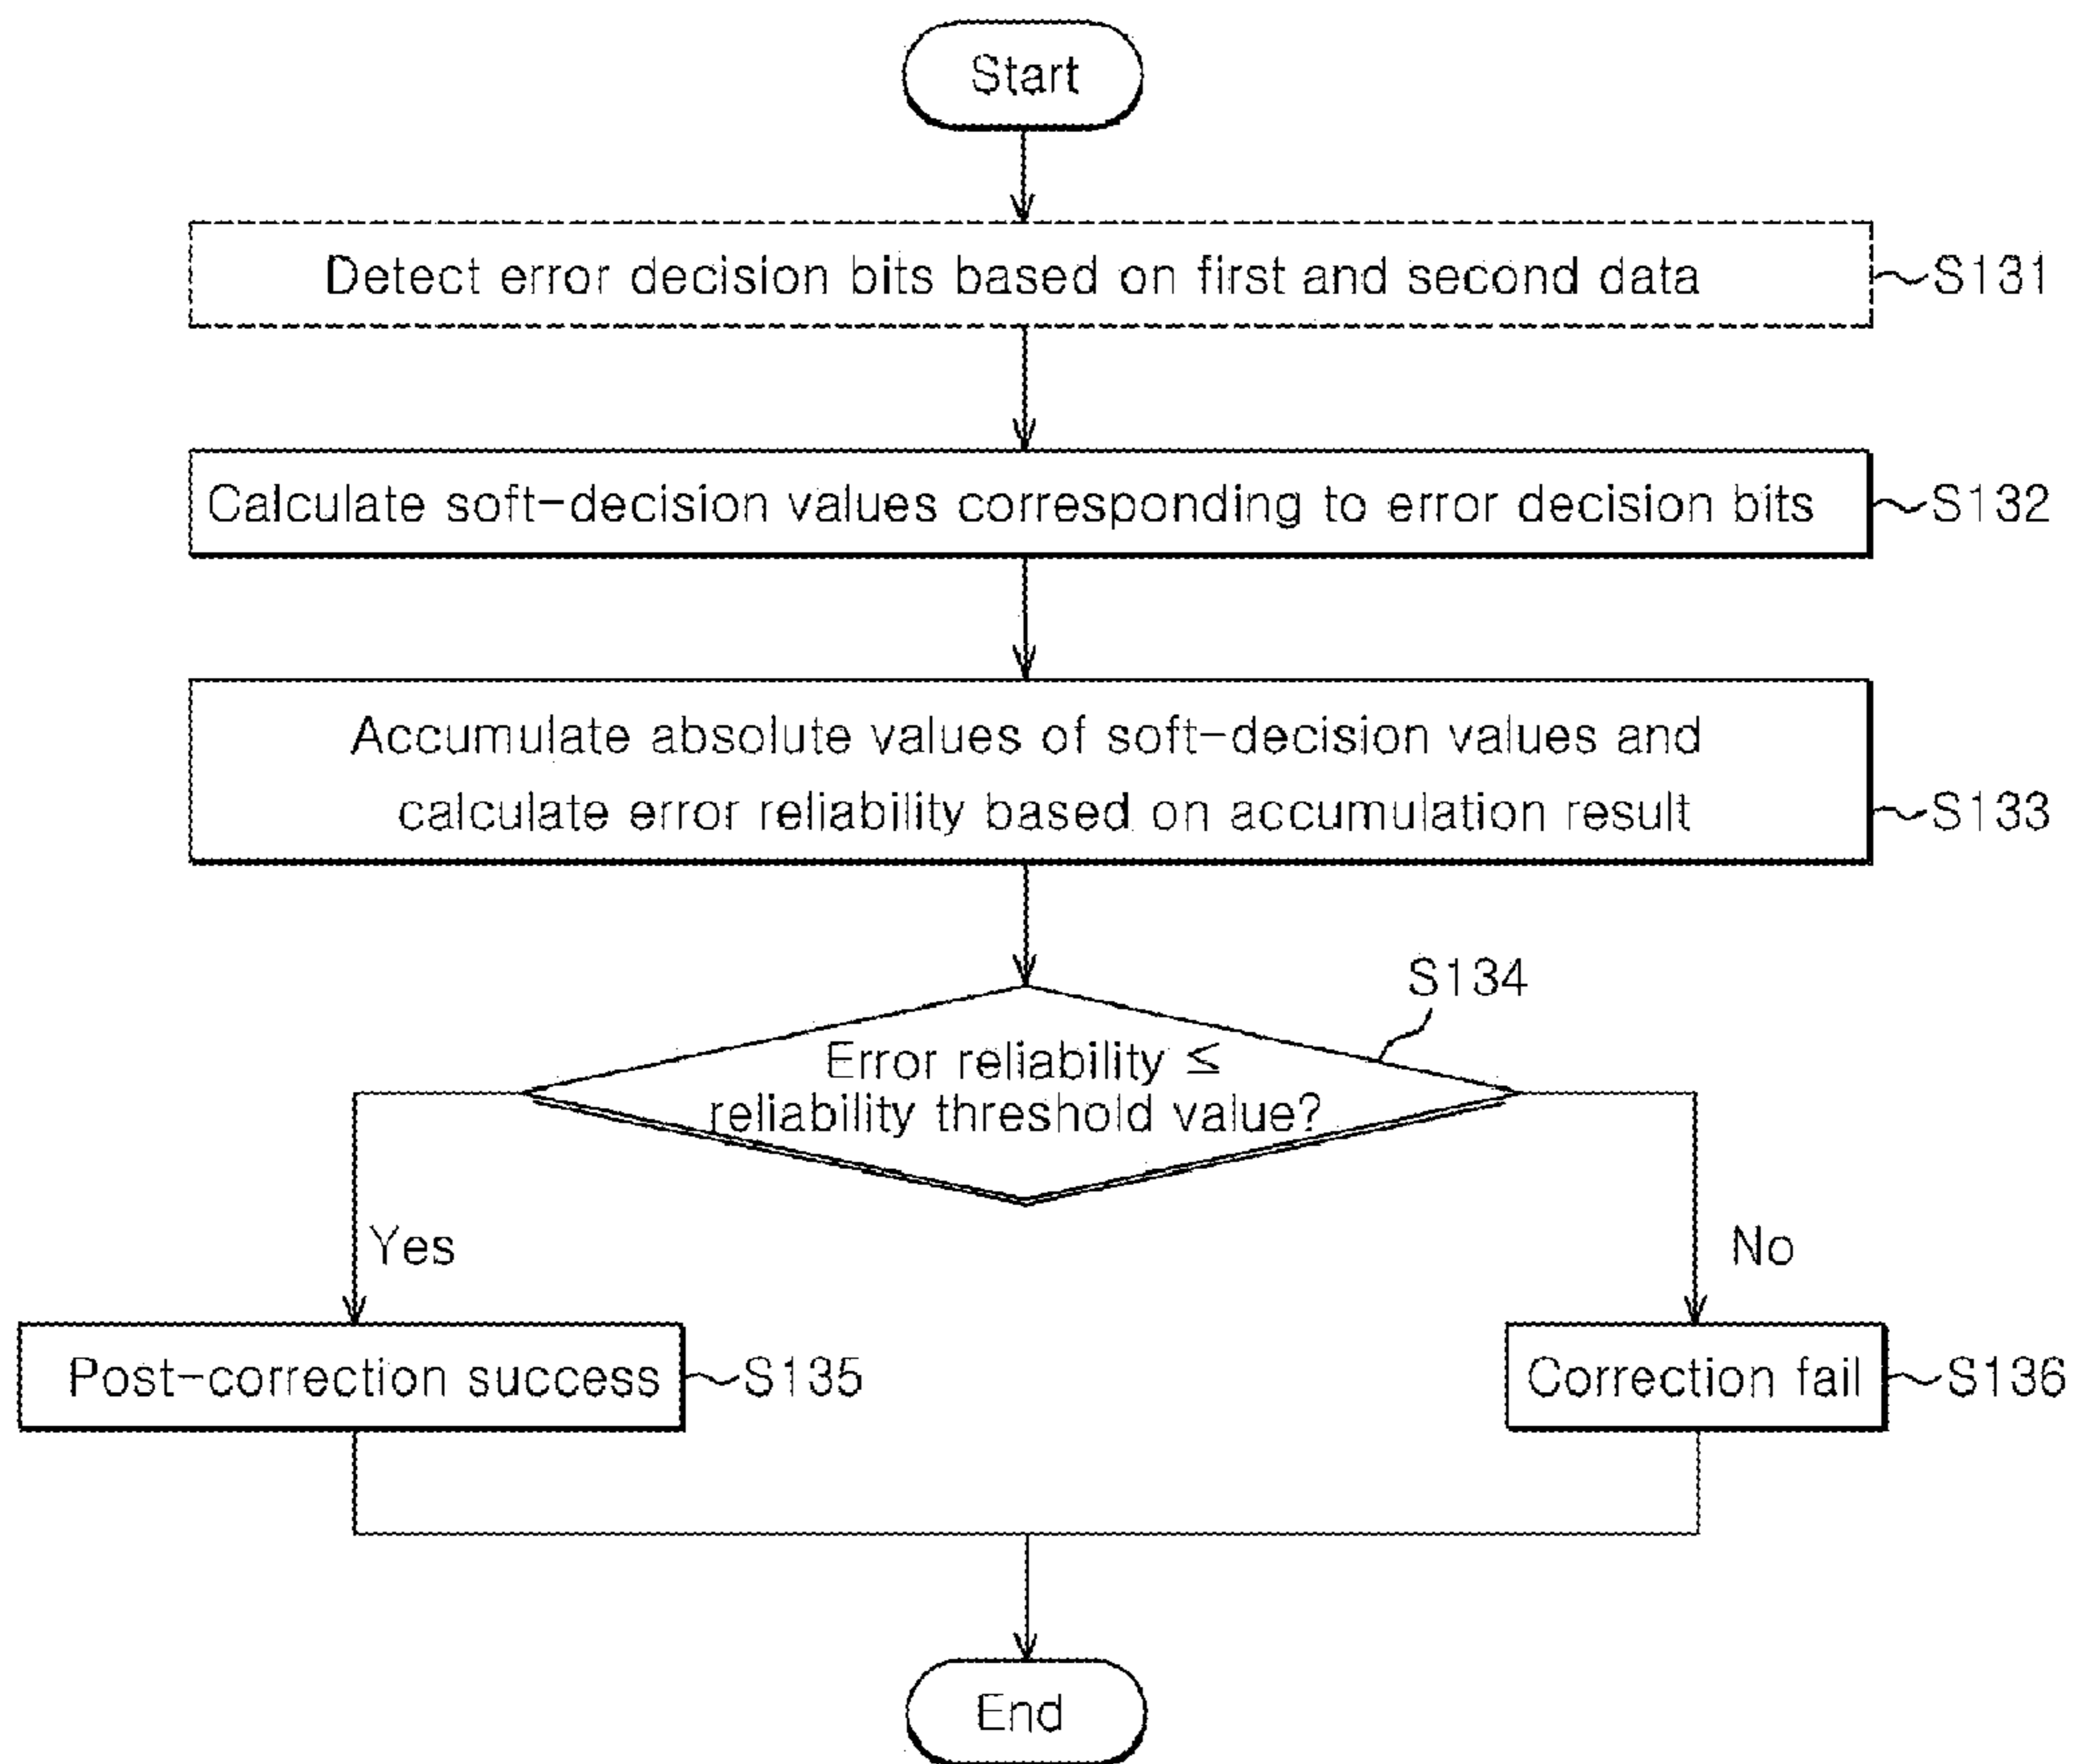 Start
Detect error decision bits based on first and second data
S131
Calculate soft-decision values corresponding to error decision bits
S132
Accumulate absolute values of soft-decision values and
calculate error reliability based on accumulation result
S133
S134
Error reliability ≤
reliability threshold value?
Yes
No
Post-correction success
S135
Correction fail
S136
End